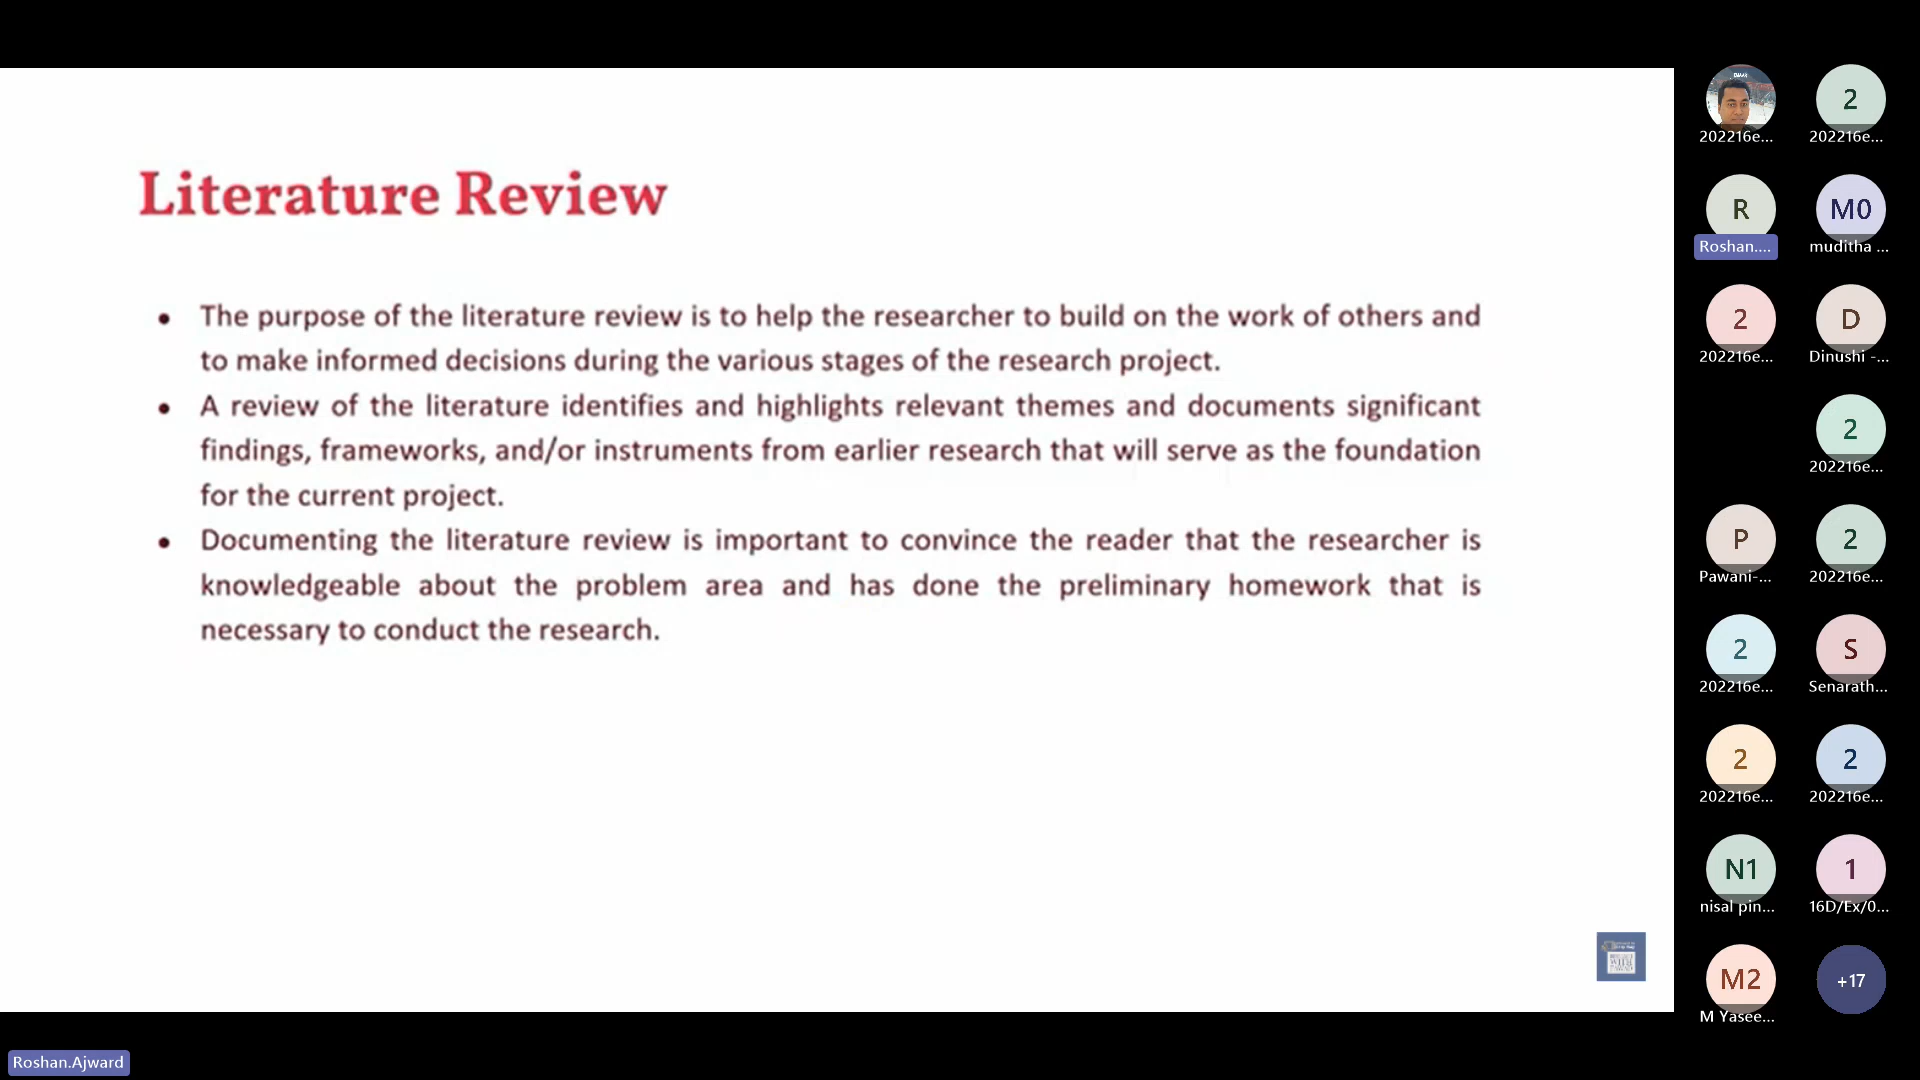 Literature Review
• The purpose of the literature review is to help the researcher to build on the work of others and
to make informed decisions during the various stages of the research project.
• A review of the literature identifies and highlights relevant themes and documents significant
findings, frameworks, and/or instruments from earlier research that will serve as the foundation
for the current project.
• Documenting the literature review is important to convince the reader that the researcher is
knowledgeable about the problem area and has done the preliminary homework that is
necessary to conduct the research.
2
202216e...
202216e...
R
M0
Roshan....
muditha ...
2
D
202216e...
Dinushi -...
2
202216e...
P
2
Pawani-...
202216e...
2
S
202216e...
Senarath...
2
2
202216e...
202216e...
N1
1
nisal pin...
16D/Ex/0...
M2
+17
M Yasee...
Roshan.Ajward